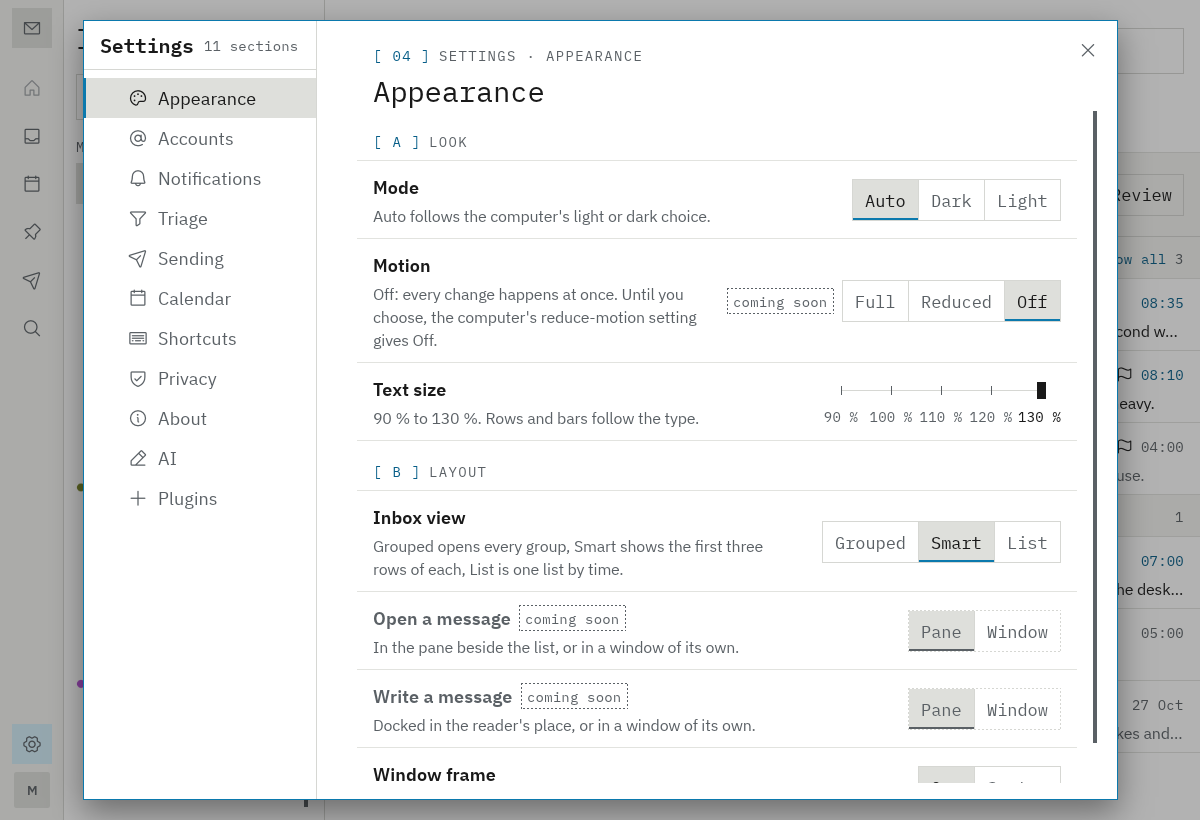 Settings 11 sections
Appearance
Accounts
Notifications
Triage
Sending
Calendar
Shortcuts
Privacy
About
AI
Plugins
M
[ 04 ] SETTINGS · APPEARANCE
Appearance
[ A ] LOOK
Mode
Auto follows the computer's light or dark choice.
Auto Dark Light
Motion
Off: every change happens at once. Until you
choose, the computer's reduce-motion setting
gives Off.
coming soon Full Reduced Off
Text size
90 % to 130 %. Rows and bars follow the type.
90 % 100 % 110 % 120 % 130 %
[ B ] LAYOUT
Inbox view
Grouped opens every group, Smart shows the first three
rows of each, List is one list by time.
Grouped Smart List
Open a message coming soon
In the pane beside the list, or in a window of its own.
Pane Window
Write a message coming soon
Docked in the reader's place, or in a window of its own.
Pane Window
Window frame
Review
all 3
08:35
w…
08:10
04:00
1
07:00
desk…
05:00
27 Oct
and…